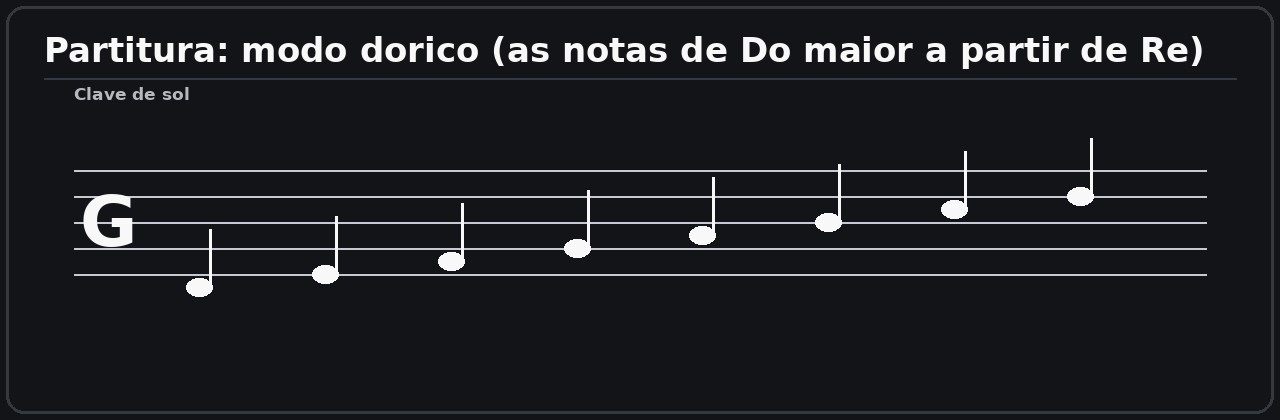 Partitura: modo dorico (as notas de Do maior a partir de Re)
Clave de sol
G